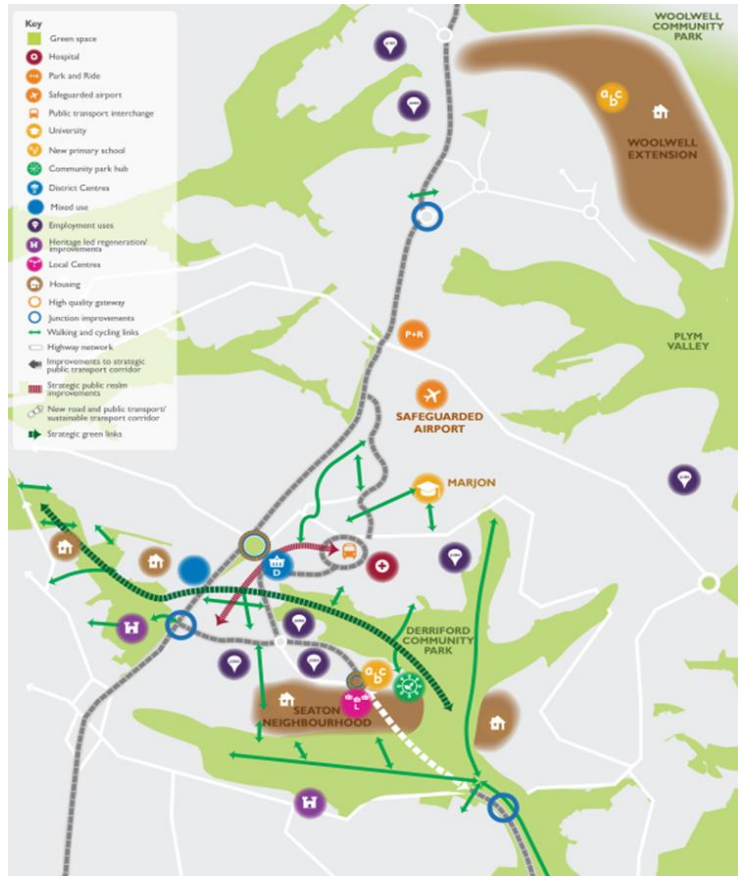 Key
Green space
Hospital
P+R
Park and Ride
Safeguarded airport
Public transport interchange
University
New primary school
Community park hub
District Centres
Mixed use
Employment uses
Heritage led regeneration/
improvements
Local Centres
Housing
High quality gateway
Junction improvements
Walking and cycling links
Highway network
Improvements to strategic
public transport corridor
Strategic public realm
improvements
New road and public transport/
sustainable transport corridor
Strategic green links
WOOLWELL
COMMUNITY
PARK
a b c
WOOLWELL
EXTENSION
PLYM
VALLEY
P+R
SAFEGUARDED
AIRPORT
MARJON
D
DERRIFORD
COMMUNITY
PARK
a b c
L
SEATON
NEIGHBOURHOOD